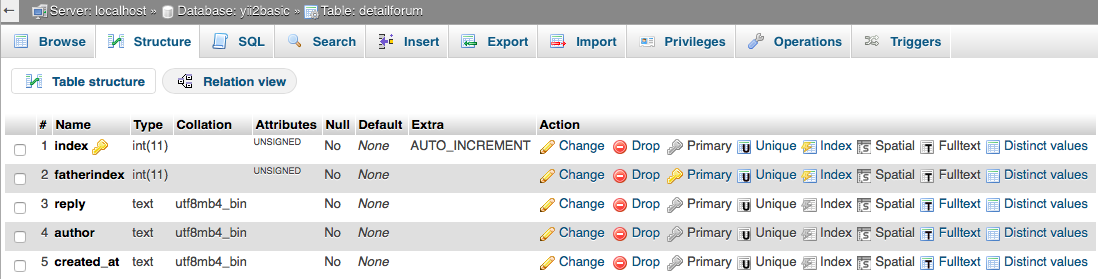 ← Server: localhost » Database: yii2basic » Table: detailforum
Browse Structure SQL Search Insert Export Import Privileges Operations Triggers
Table structure Relation view
# Name Type Collation Attributes Null Default Extra Action
1 index int(11) UNSIGNED No None AUTO_INCREMENT Change Drop Primary Unique Index Spatial Fulltext Distinct values
2 fatherindex int(11) UNSIGNED No None Change Drop Primary Unique Index Spatial Fulltext Distinct values
3 reply text utf8mb4_bin No None Change Drop Primary Unique Index Spatial Fulltext Distinct values
4 author text utf8mb4_bin No None Change Drop Primary Unique Index Spatial Fulltext Distinct values
5 created_at text utf8mb4_bin No None Change Drop Primary Unique Index Spatial Fulltext Distinct values